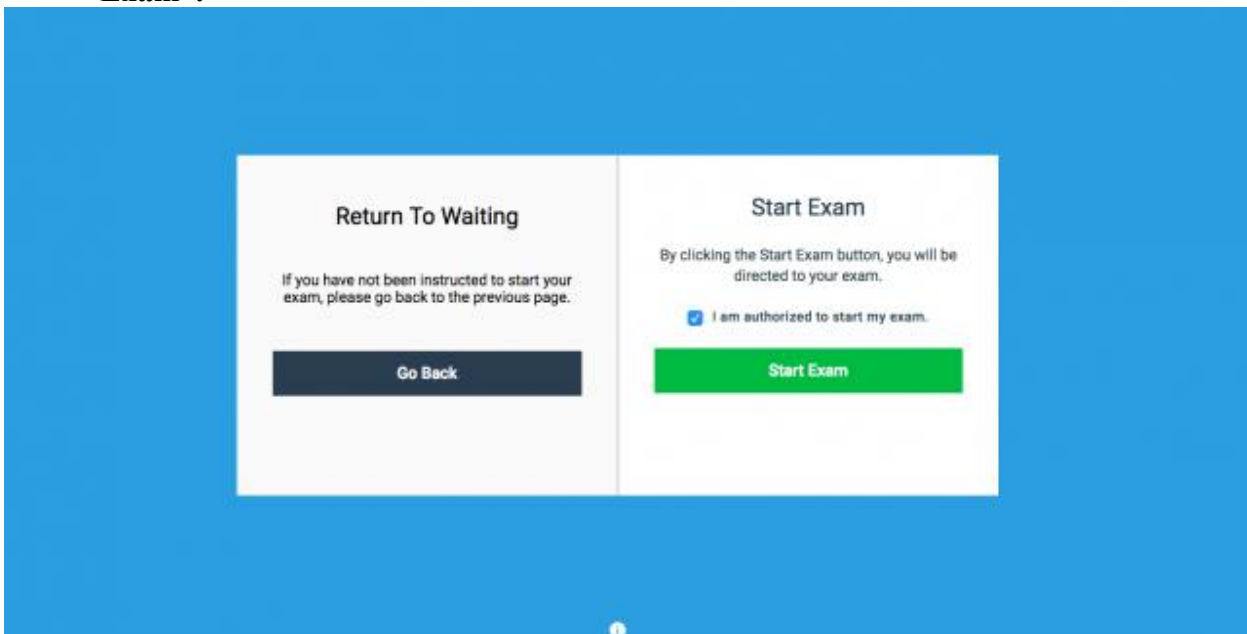 Return To Waiting
If you have not been instructed to start your
exam, please go back to the previous page.
Go Back
Start Exam
By clicking the Start Exam button, you will be
directed to your exam.
I am authorized to start my exam.
Start Exam